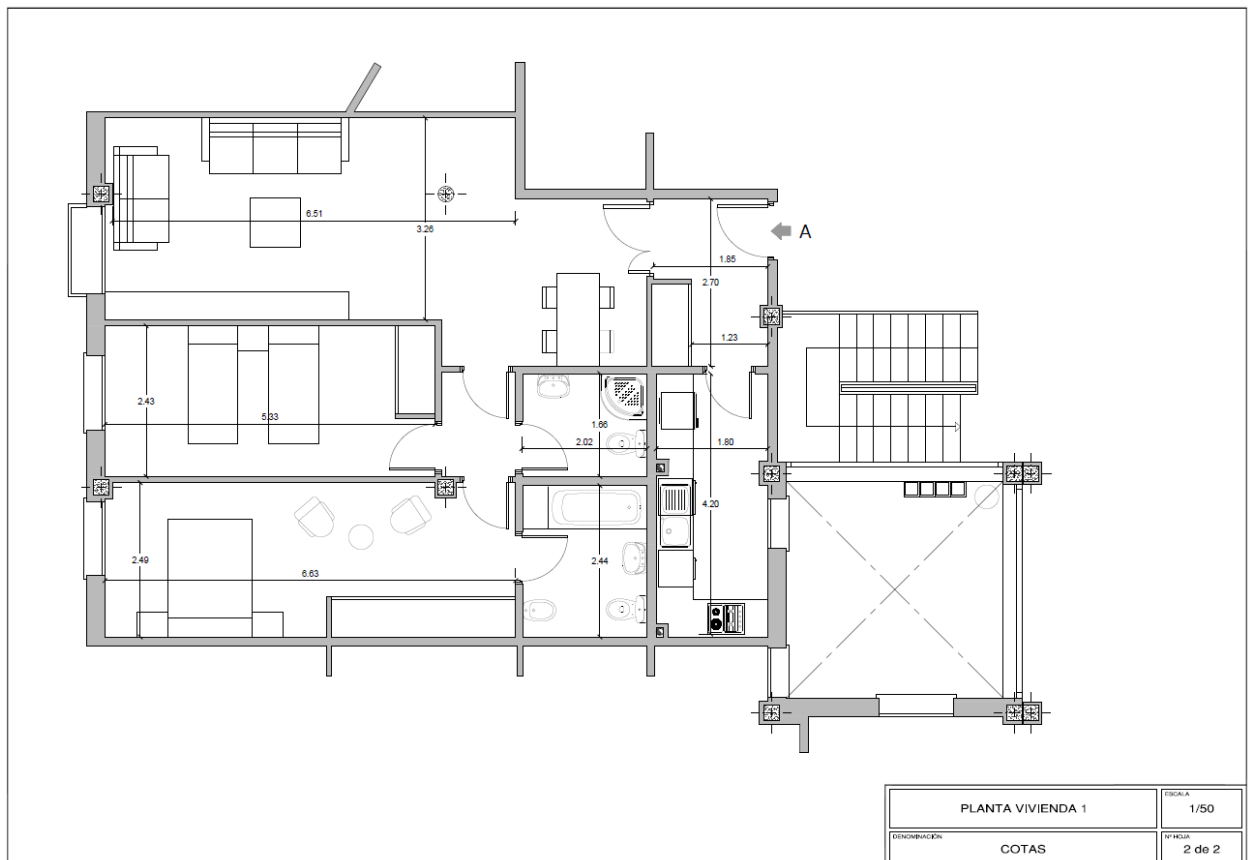 6.51
3.26
A
1.85
2.70
1.23
2.43
5.33
1.66
2.02
1.80
4.20
2.49
6.63
2.44
PLANTA VIVIENDA 1
ESCALA
1/50
DENOMINACIÓN
COTAS
Nº HOJA
2 de 2